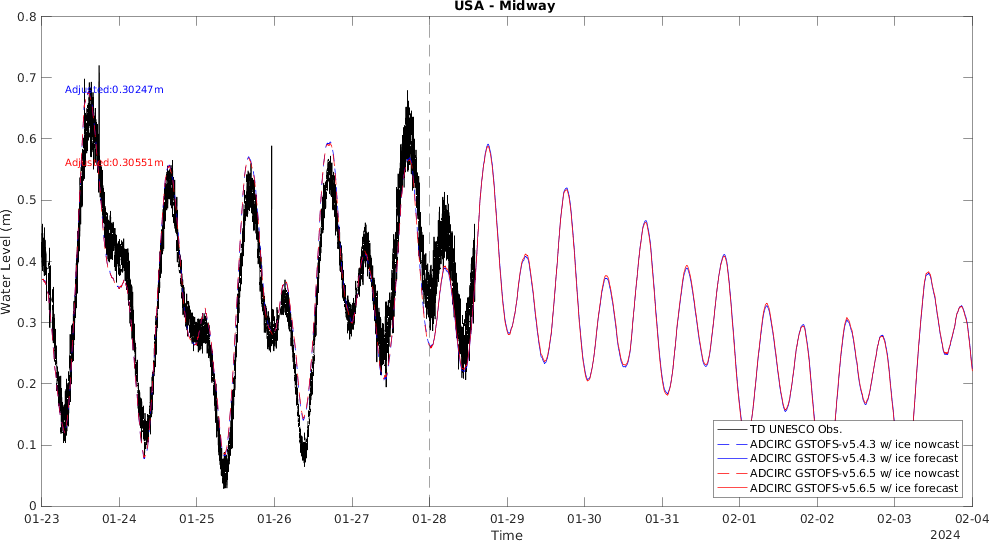 USA - Midway
0.8
0.7
0.6
0.5
0.4
0.3
0.2
0.1
0
Water Level (m)
Adjusted:0.30247m
Adjusted:0.30551m
TD UNESCO Obs.
ADCIRC GSTOFS-v5.4.3 w/ ice nowcast
ADCIRC GSTOFS-v5.4.3 w/ ice forecast
ADCIRC GSTOFS-v5.6.5 w/ ice nowcast
ADCIRC GSTOFS-v5.6.5 w/ ice forecast
01-23 01-24 01-25 01-26 01-27 01-28 01-29 01-30 01-31 02-01 02-02 02-03 02-04
Time
2024